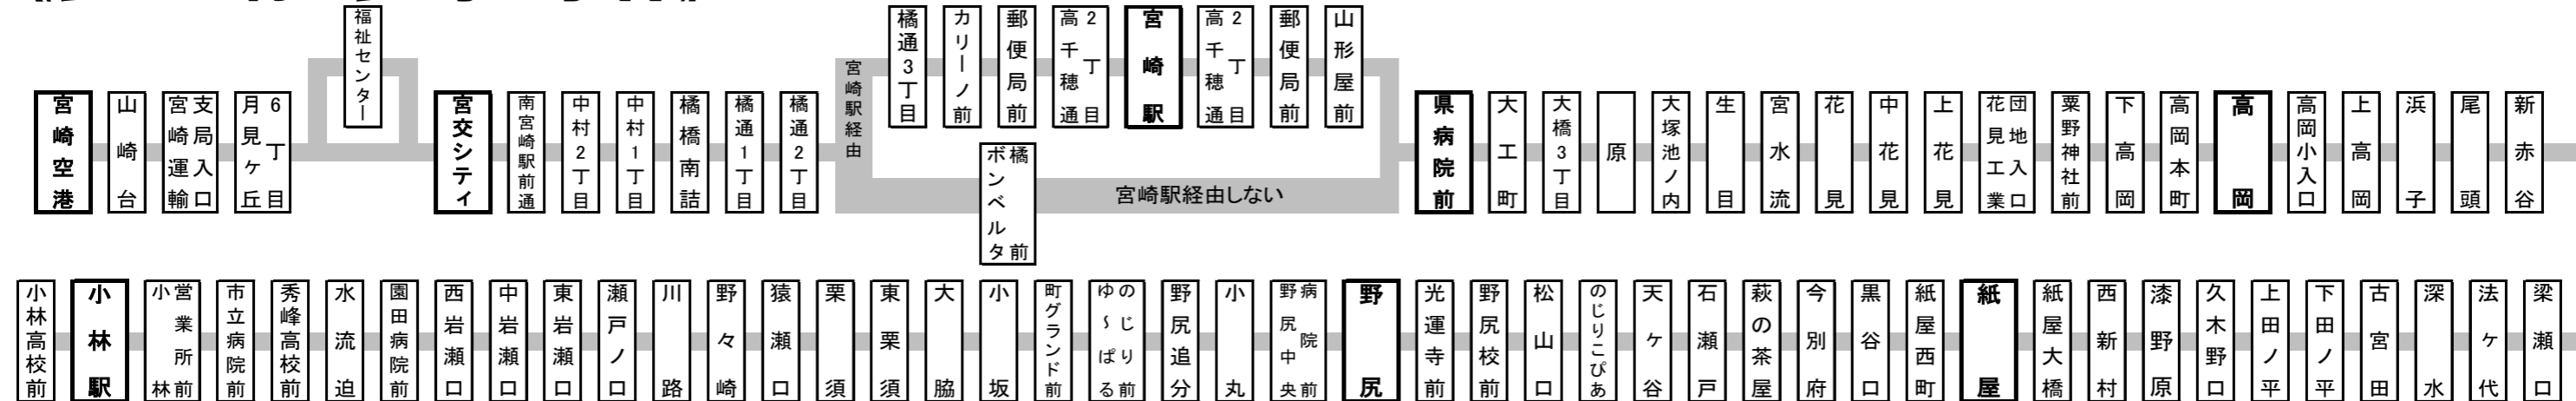 宮崎空港
山崎台
宮崎運輸支局入口
月見ケ丘6丁目
福祉センター
宮交シティ
南宮崎駅前通
中村2丁目
中村1丁目
橘橋南詰
橘通1丁目
橘通2丁目
宮崎駅経由
橘通3丁目
カリーノ前
郵便局前
高千穂通2丁目
宮崎駅
高千穂通2丁目
郵便局前
山形屋前
ボンベルタ橘前
宮崎駅経由しない
県病院前
大工町
大橋3丁目
原
大塚池ノ内
生目
宮水流
花見
中花見
上花見
花見工業団地入口
粟野神社前
下高岡
高岡本町
高岡
高岡小入口
上高岡
浜子
尾頭
新赤谷
小林高校前
小林駅
小林営業所前
市立病院前
秀峰高校前
水流迫
園田病院前
西岩瀬口
中岩瀬口
東岩瀬口
瀬戸ノ口
川路
野々崎
猿瀬口
栗須
東栗須
大脇
小坂
町グランド前
ゆ～ぱるのじり前
野尻追分
小丸
野尻中央病院前
野尻
光運寺前
野尻校前
松山口
のじりこぴあ
天ケ谷
石瀬戸
萩の茶屋
今別府
黒谷口
紙屋西町
紙屋
紙屋大橋
西新村
漆野原
久木野口
上田ノ平
下田ノ平
古宮田
深水
法ケ代
梁瀬口